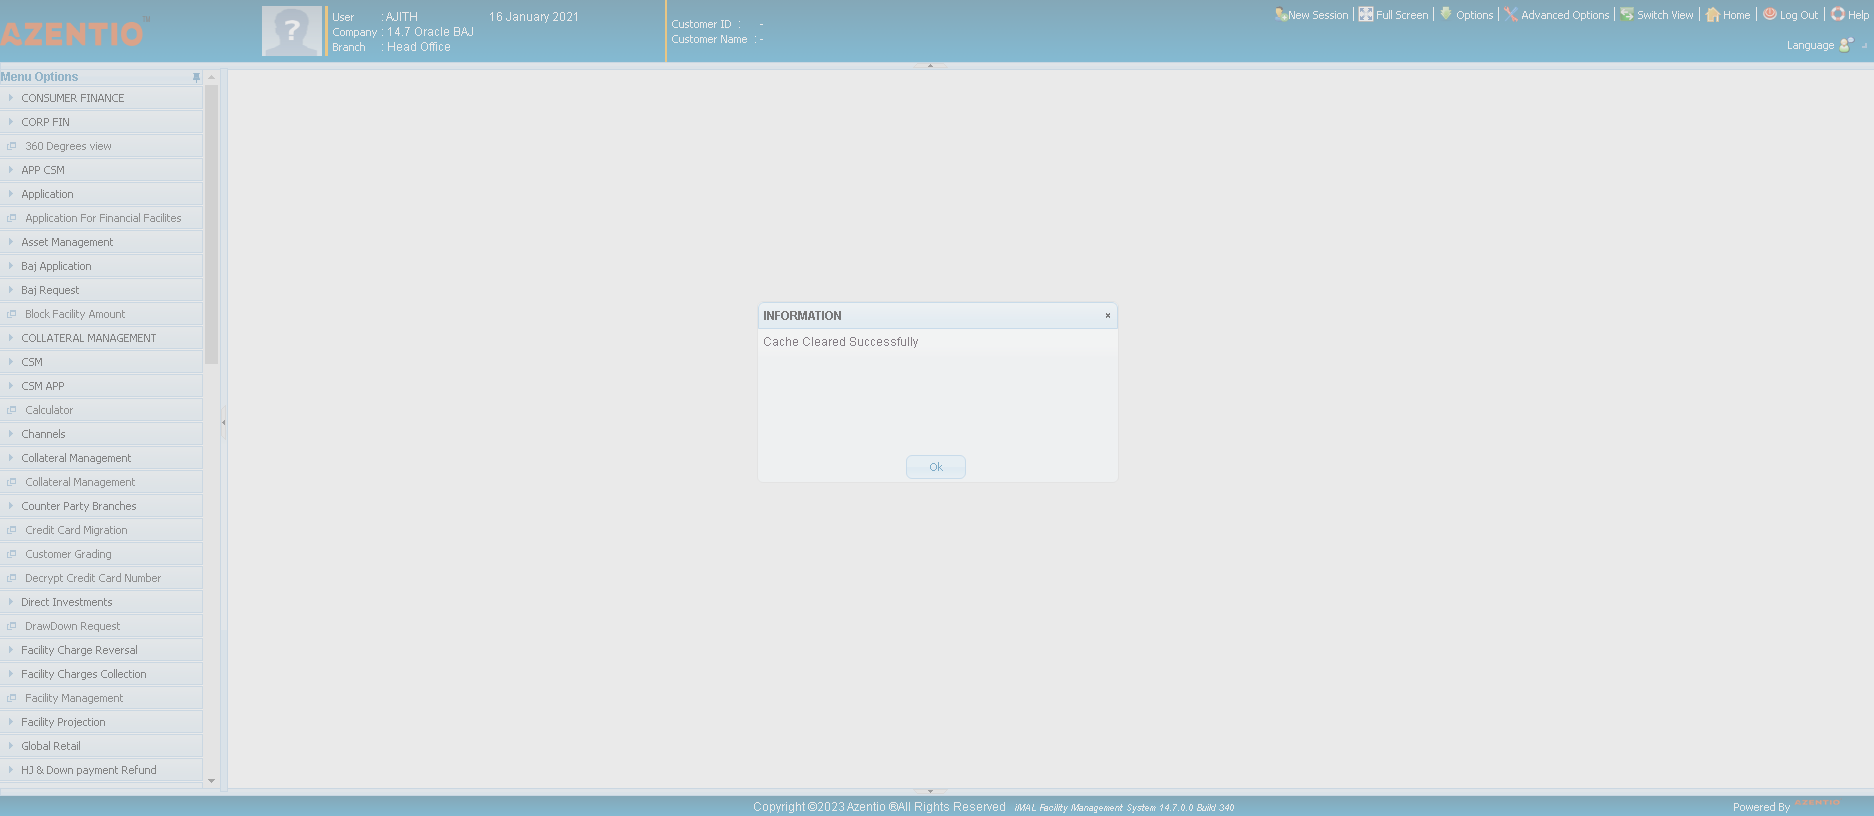 AZENTIO™
User : AJITH 16 January 2021
Company : 14.7 Oracle BAJ
Branch : Head Office
Customer ID : -
Customer Name : -
New Session Full Screen Options Advanced Options Switch View Home Log Out Help
Language
Menu Options
CONSUMER FINANCE
CORP FIN
360 Degrees view
APP CSM
Application
Application For Financial Facilites
Asset Management
Baj Application
Baj Request
Block Facility Amount
COLLATERAL MANAGEMENT
CSM
CSM APP
Calculator
Channels
Collateral Management
Collateral Management
Counter Party Branches
Credit Card Migration
Customer Grading
Decrypt Credit Card Number
Direct Investments
DrawDown Request
Facility Charge Reversal
Facility Charges Collection
Facility Management
Facility Projection
Global Retail
HJ & Down payment Refund
INFORMATION ×
Cache Cleared Successfully
Ok
Copyright ©2023 Azentio ®All Rights Reserved iMAL Facility Management System 14.7.0.0 Build 340
Powered By AZENTIO